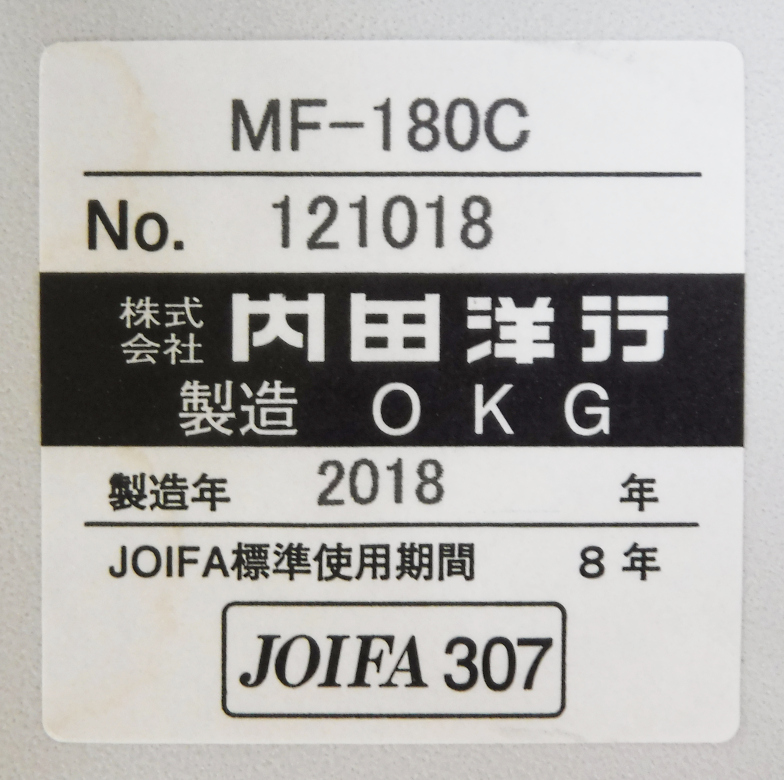 MF-180C
No. 121018
株式会社 内田洋行
製造 OKG
製造年 2018 年
JOIFA標準使用期間 8年
JOIFA 307